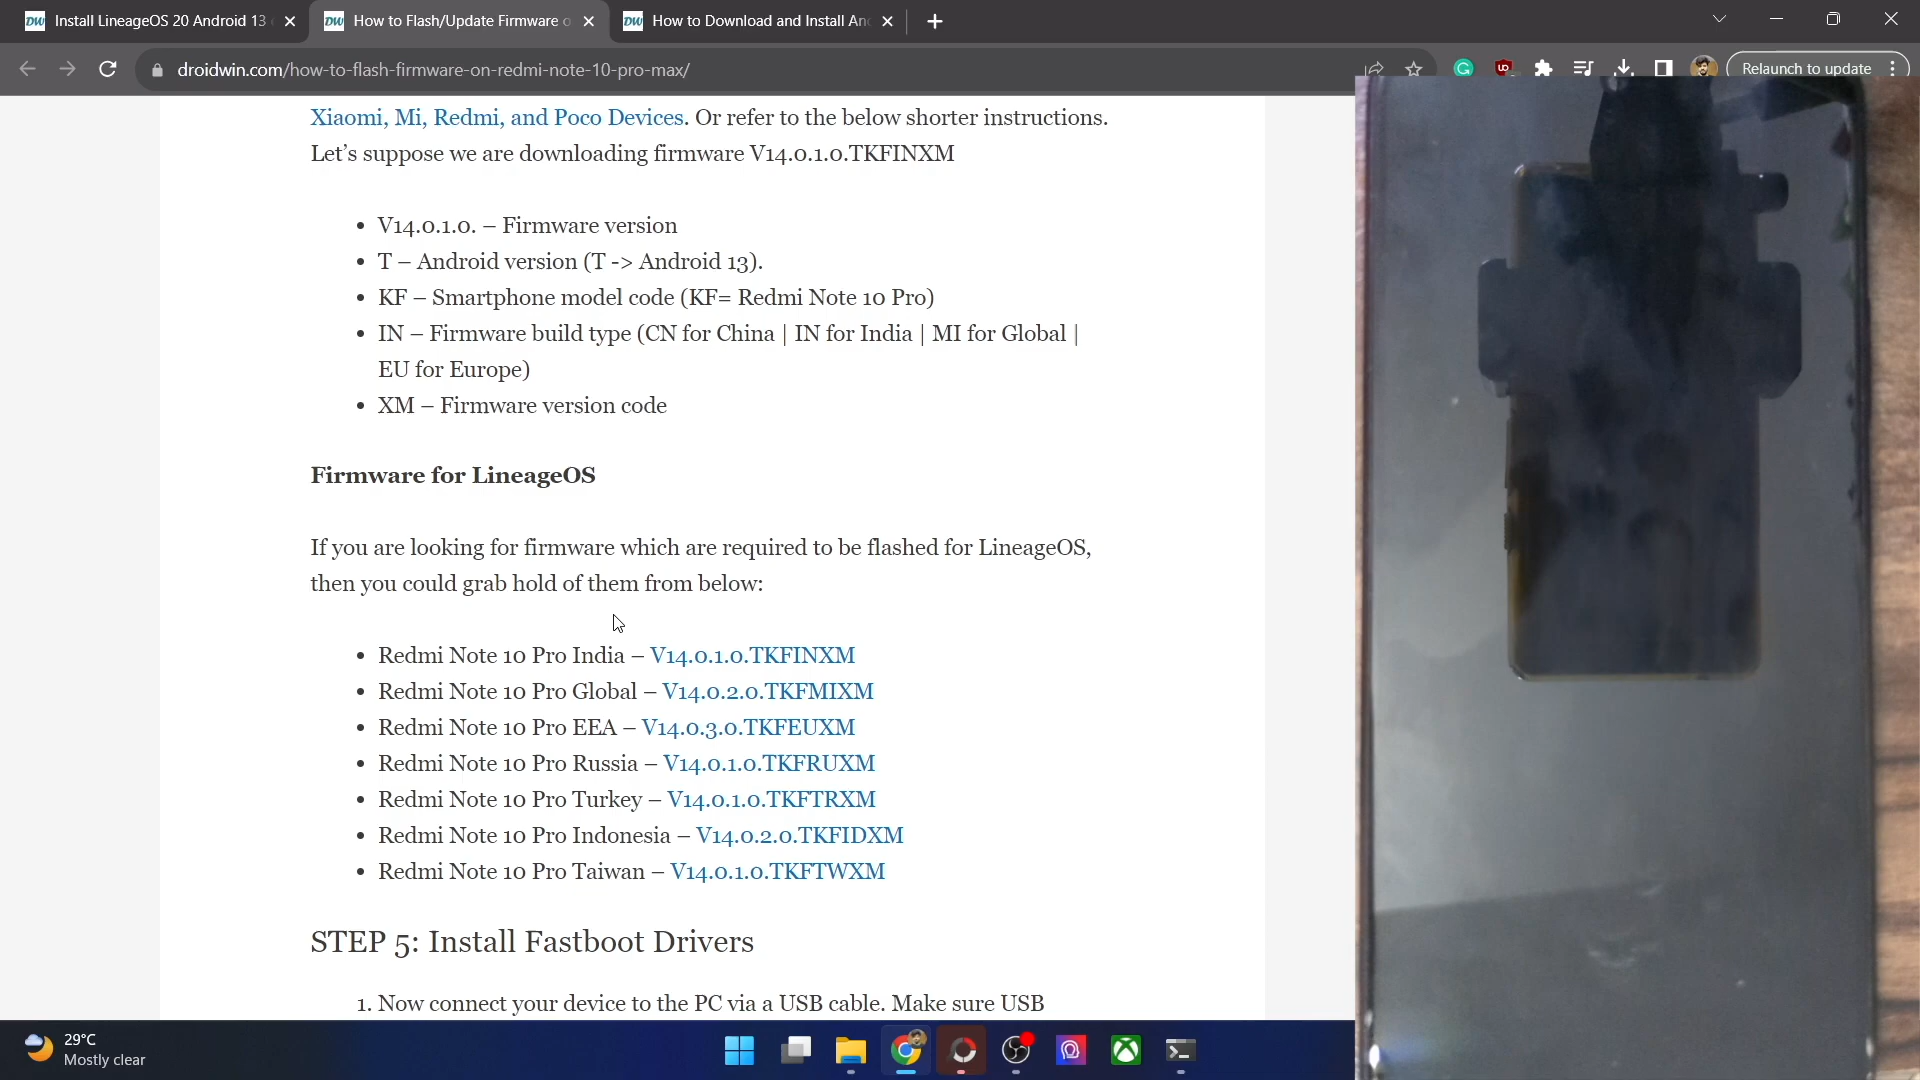 DW Install LineageOS 20 Android 13
DW How to Flash/Update Firmware o
DW How to Download and Install An
droidwin.com/how-to-flash-firmware-on-redmi-note-10-pro-max/
Relaunch to update
Xiaomi, Mi, Redmi, and Poco Devices. Or refer to the below shorter instructions.
Let’s suppose we are downloading firmware V14.0.1.0.TKFINXM
• V14.0.1.0. – Firmware version
• T – Android version (T -> Android 13).
• KF – Smartphone model code (KF= Redmi Note 10 Pro)
• IN – Firmware build type (CN for China | IN for India | MI for Global |
EU for Europe)
• XM – Firmware version code
Firmware for LineageOS
If you are looking for firmware which are required to be flashed for LineageOS,
then you could grab hold of them from below:
• Redmi Note 10 Pro India – V14.0.1.0.TKFINXM
• Redmi Note 10 Pro Global – V14.0.2.0.TKFMIXM
• Redmi Note 10 Pro EEA – V14.0.3.0.TKFEUXM
• Redmi Note 10 Pro Russia – V14.0.1.0.TKFRUXM
• Redmi Note 10 Pro Turkey – V14.0.1.0.TKFTRXM
• Redmi Note 10 Pro Indonesia – V14.0.2.0.TKFIDXM
• Redmi Note 10 Pro Taiwan – V14.0.1.0.TKFTWXM
STEP 5: Install Fastboot Drivers
1. Now connect your device to the PC via a USB cable. Make sure USB
29°C
Mostly clear